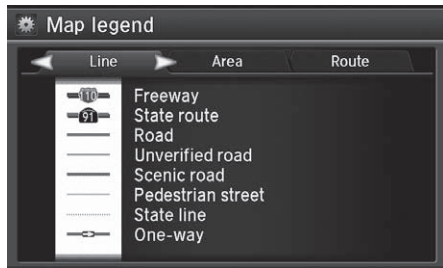 Map legend
Line Area Route
110 Freeway
91 State route
Road
Unverified road
Scenic road
Pedestrian street
State line
One-way